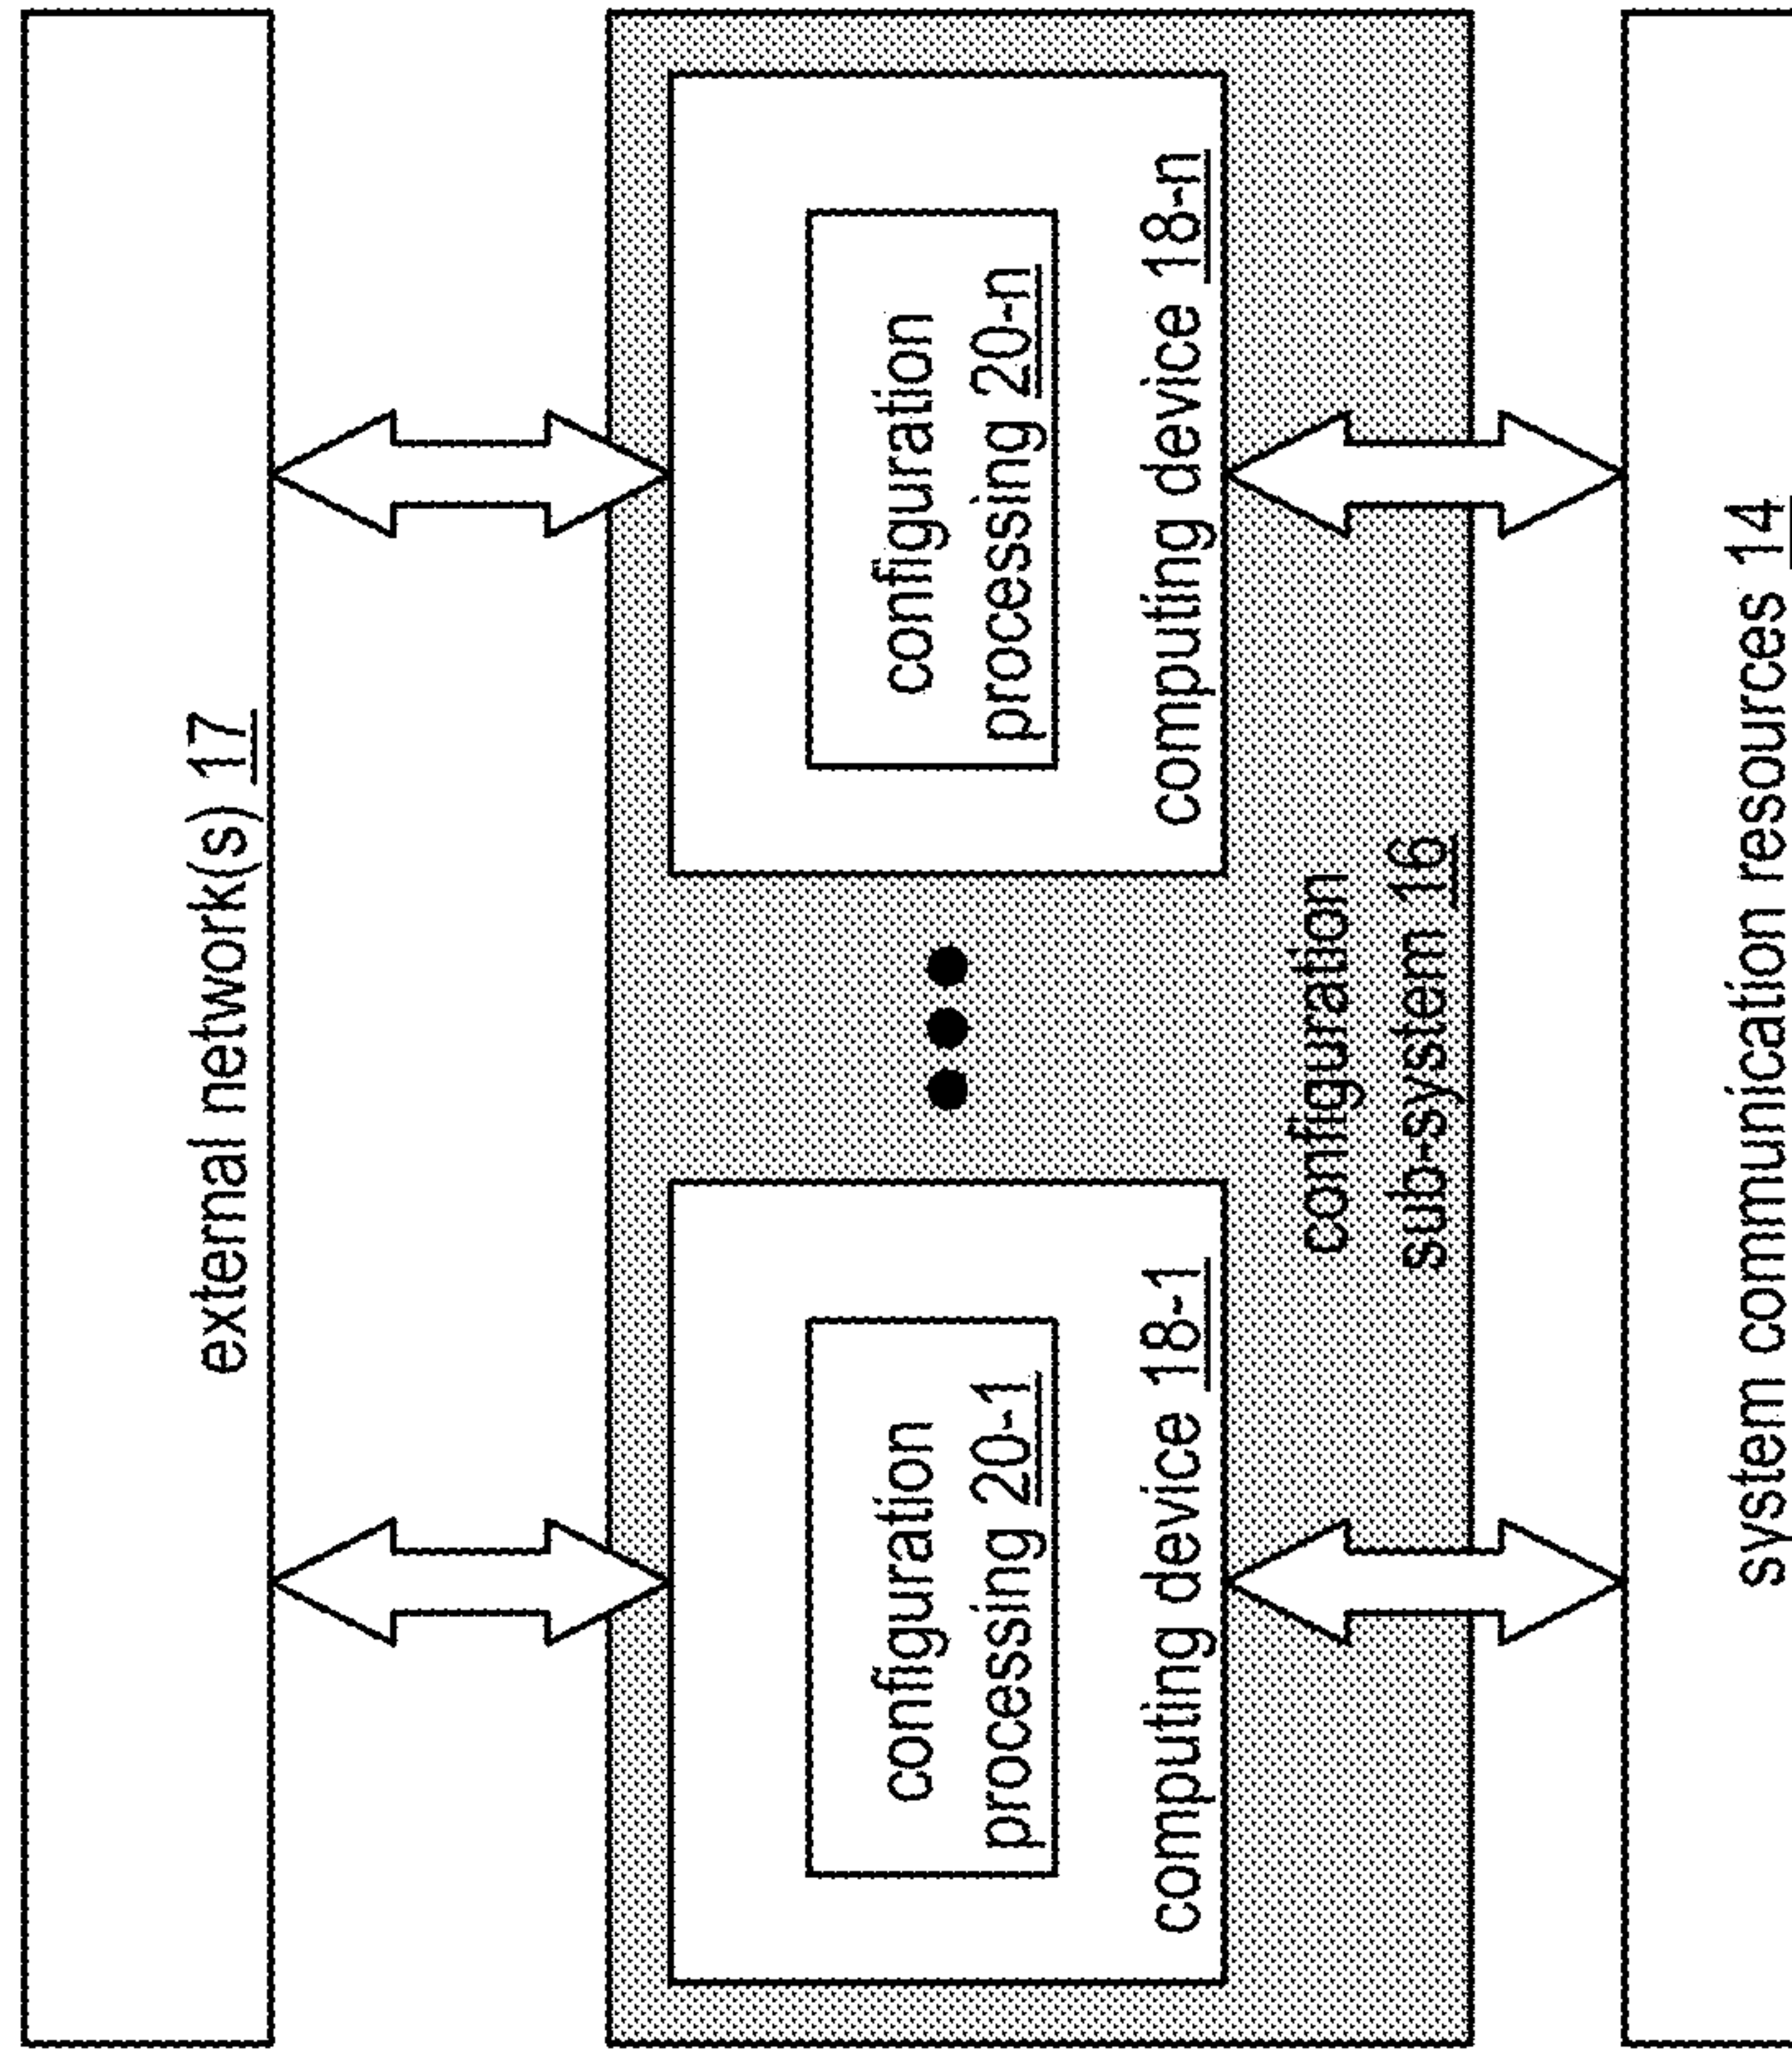 external network(s) 17
configuration
processing 20-1
computing device 18-1
configuration
processing 20-n
computing device 18-n
configuration
sub-system 16
system communication resources 14